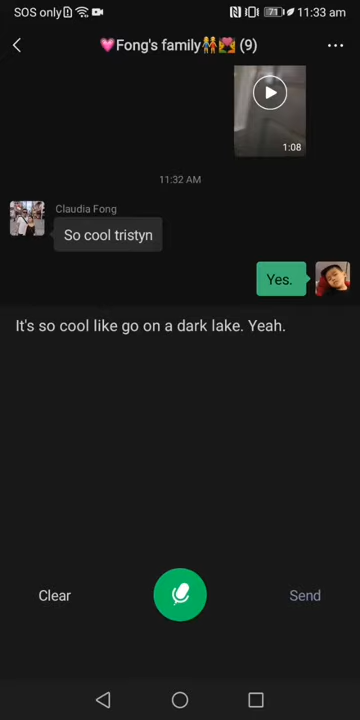 SOS only 71 11:33 am
💗Fong's family👫💑 (9)
1:08
11:32 AM
Claudia Fong
So cool tristyn
Yes.
It's so cool like go on a dark lake. Yeah.
Clear
Send